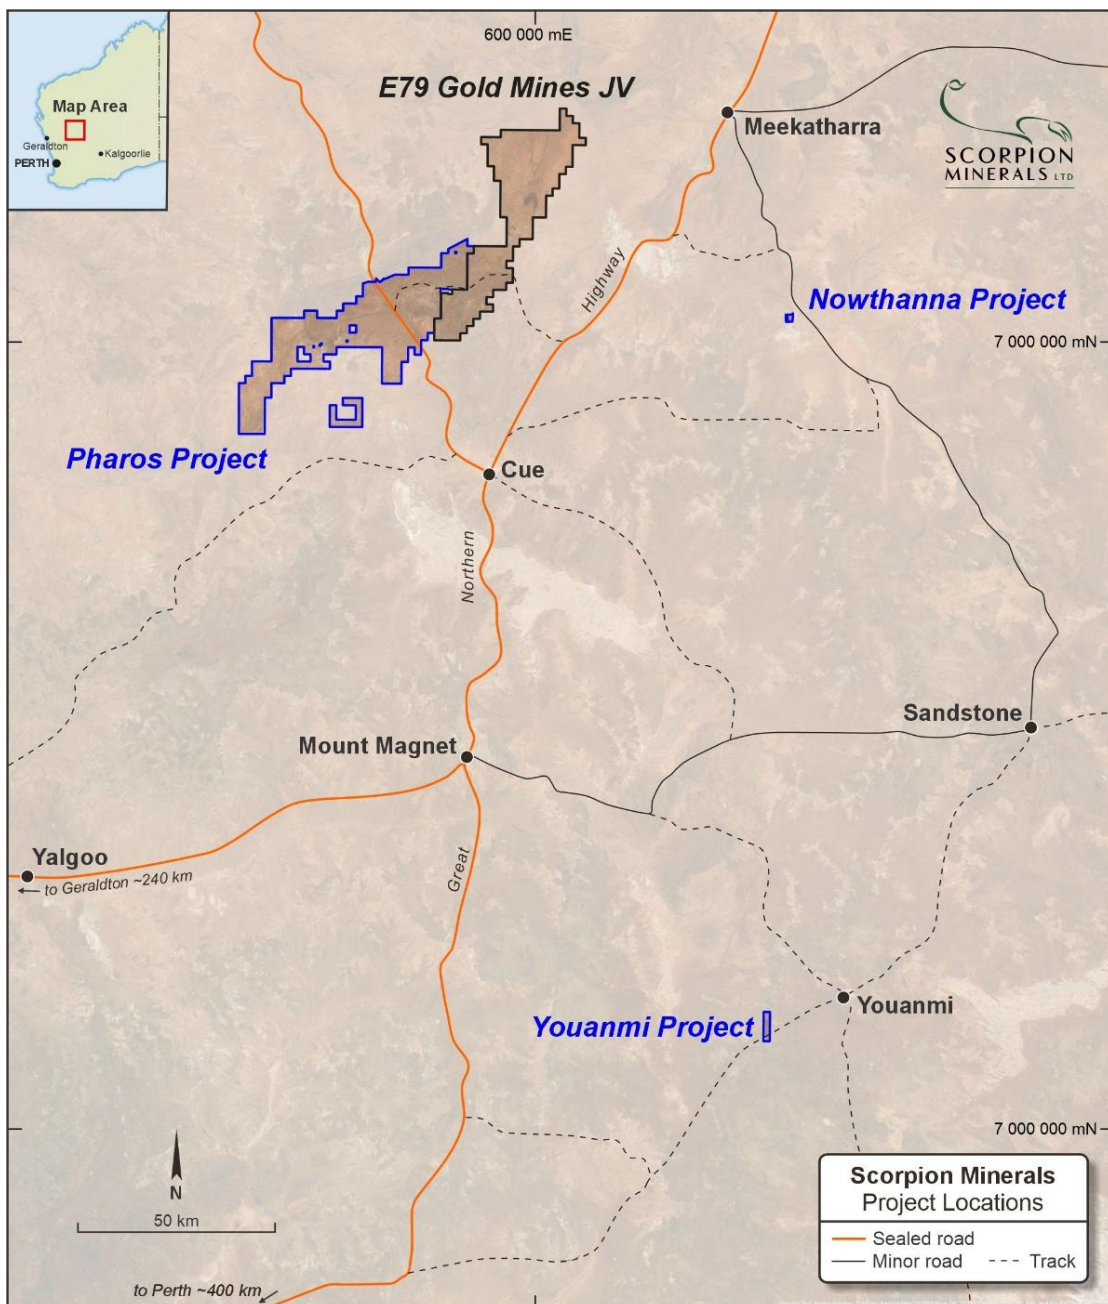 600 000 mE
E79 Gold Mines JV
Map Area
Geraldton
Kalgoorlie
PERTH
Meekatharra
SCORPION
MINERALS LTD
Highway
Nowthanna Project
7 000 000 mN
Pharos Project
Cue
Northern
Sandstone
Mount Magnet
Yalgoo
to Geraldton ~240 km
Great
Youanmi
Youanmi Project
7 000 000 mN
N
50 km
to Perth ~400 km
Scorpion Minerals
Project Locations
Sealed road
Minor road
Track